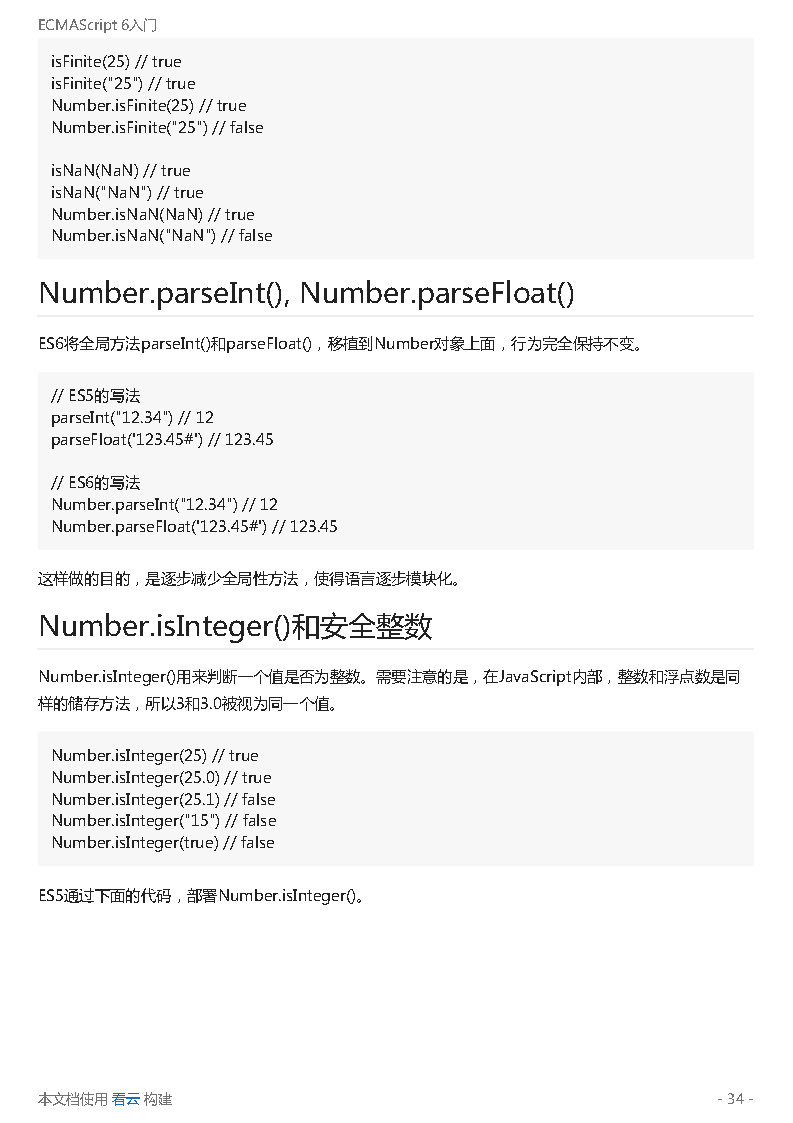 ECMAScript 6入门
isFinite(25) // true
isFinite("25") // true
Number.isFinite(25) // true
Number.isFinite("25") // false
isNaN(NaN) // true
isNaN("NaN") // true
Number.isNaN(NaN) // true
Number.isNaN("NaN") // false
Number.parseInt(), Number.parseFloat()
ES6将全局方法parseInt()和parseFloat()，移植到Number对象上面，行为完全保持不变。
// ES5的写法
parseInt("12.34") // 12
parseFloat('123.45#') // 123.45
// ES6的写法
Number.parseInt("12.34") // 12
Number.parseFloat('123.45#') // 123.45
这样做的目的，是逐步减少全局性方法，使得语言逐步模块化。
Number.isInteger()和安全整数
Number.isInteger()用来判断一个值是否为整数。需要注意的是，在JavaScript内部，整数和浮点数是同
样的储存方法，所以3和3.0被视为同一个值。
Number.isInteger(25) // true
Number.isInteger(25.0) // true
Number.isInteger(25.1) // false
Number.isInteger("15") // false
Number.isInteger(true) // false
ES5通过下面的代码，部署Number.isInteger()。
本文档使用 看云 构建
- 34 -